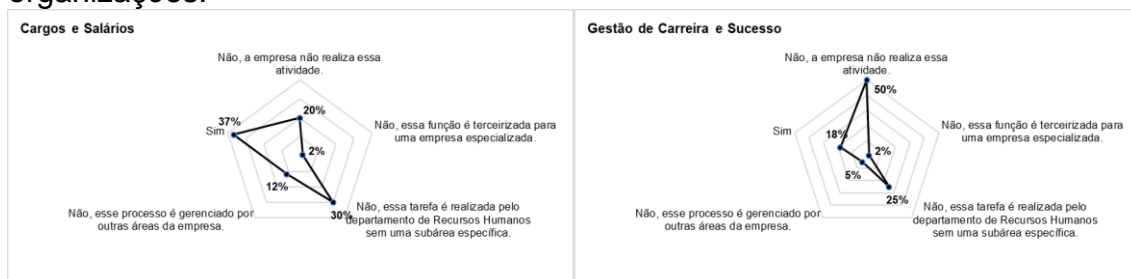 organizações.
Cargos e Salários
Não, a empresa não realiza essa
atividade.
20%
Não, essa função é terceirizada para
uma empresa especializada.
2%
Não, essa tarefa é realizada pelo
departamento de Recursos Humanos
sem uma subárea específica.
30%
Não, esse processo é gerenciado por
outras áreas da empresa.
12%
Sim
37%
Gestão de Carreira e Sucesso
Não, a empresa não realiza essa
atividade.
50%
Não, essa função é terceirizada para
uma empresa especializada.
2%
Não, essa tarefa é realizada pelo
departamento de Recursos Humanos
sem uma subárea específica.
25%
Não, esse processo é gerenciado por
outras áreas da empresa.
5%
Sim
18%